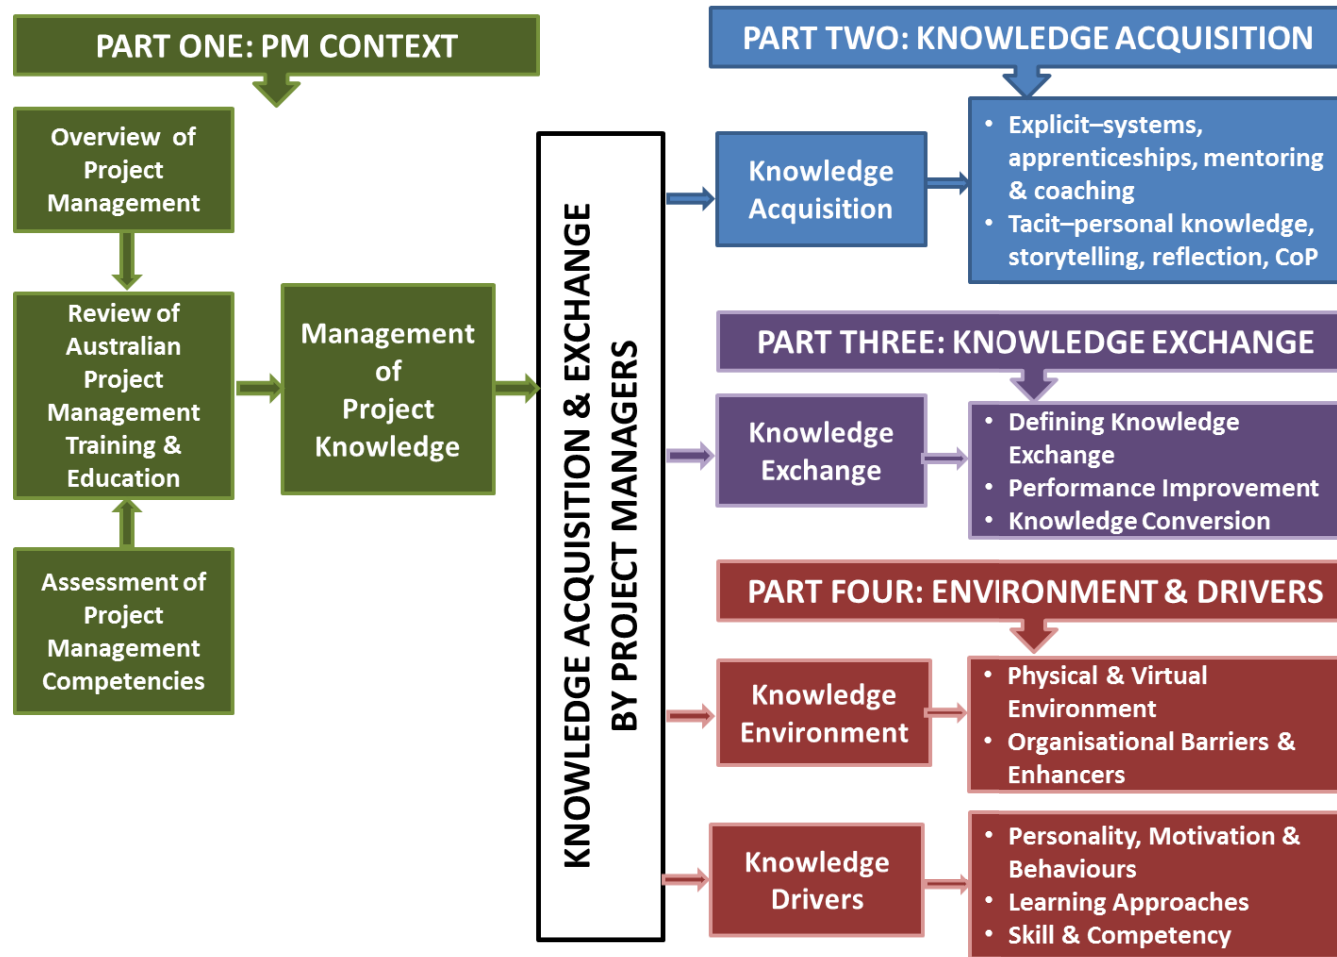 PART ONE: PM CONTEXT
Overview of
Project
Management
Review of
Australian
Project
Management
Training &
Education
Assessment of
Project
Management
Competencies
Management
of
Project
Knowledge
KNOWLEDGE ACQUISITION & EXCHANGE
BY PROJECT MANAGERS
PART TWO: KNOWLEDGE ACQUISITION
Knowledge
Acquisition
• Explicit–systems,
apprenticeships, mentoring
& coaching
• Tacit–personal knowledge,
storytelling, reflection, CoP
PART THREE: KNOWLEDGE EXCHANGE
Knowledge
Exchange
• Defining Knowledge
Exchange
• Performance Improvement
• Knowledge Conversion
PART FOUR: ENVIRONMENT & DRIVERS
Knowledge
Environment
• Physical & Virtual
Environment
• Organisational Barriers &
Enhancers
Knowledge
Drivers
• Personality, Motivation &
Behaviours
• Learning Approaches
• Skill & Competency